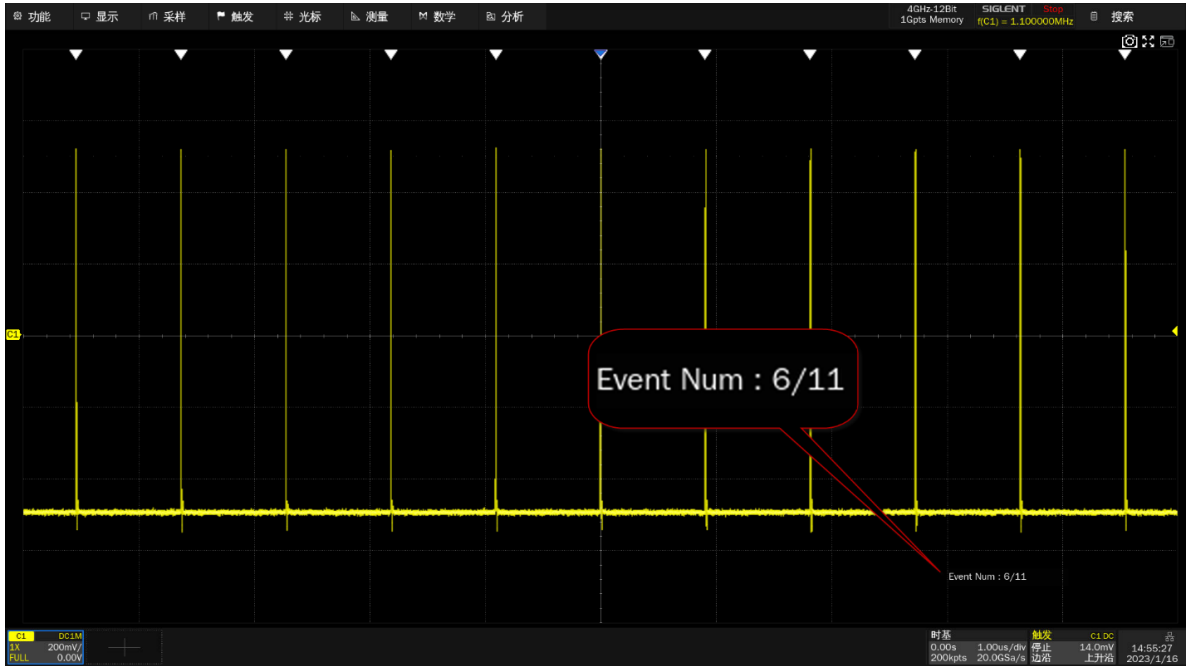 功能 显示 采样 触发 光标 测量 数学 分析
4GHz-12Bit SIGLENT Stop
1Gpts Memory f(C1) = 1.100000MHz 搜索
C1
Event Num : 6/11
Event Num : 6/11
C1 DC1M
1X 200mV/
FULL 0.00V
时基 触发 C1 DC
0.00s 1.00us/div 停止 14.0mV 14:55:27
200kpts 20.0GSa/s 边沿 上升沿 2023/1/16